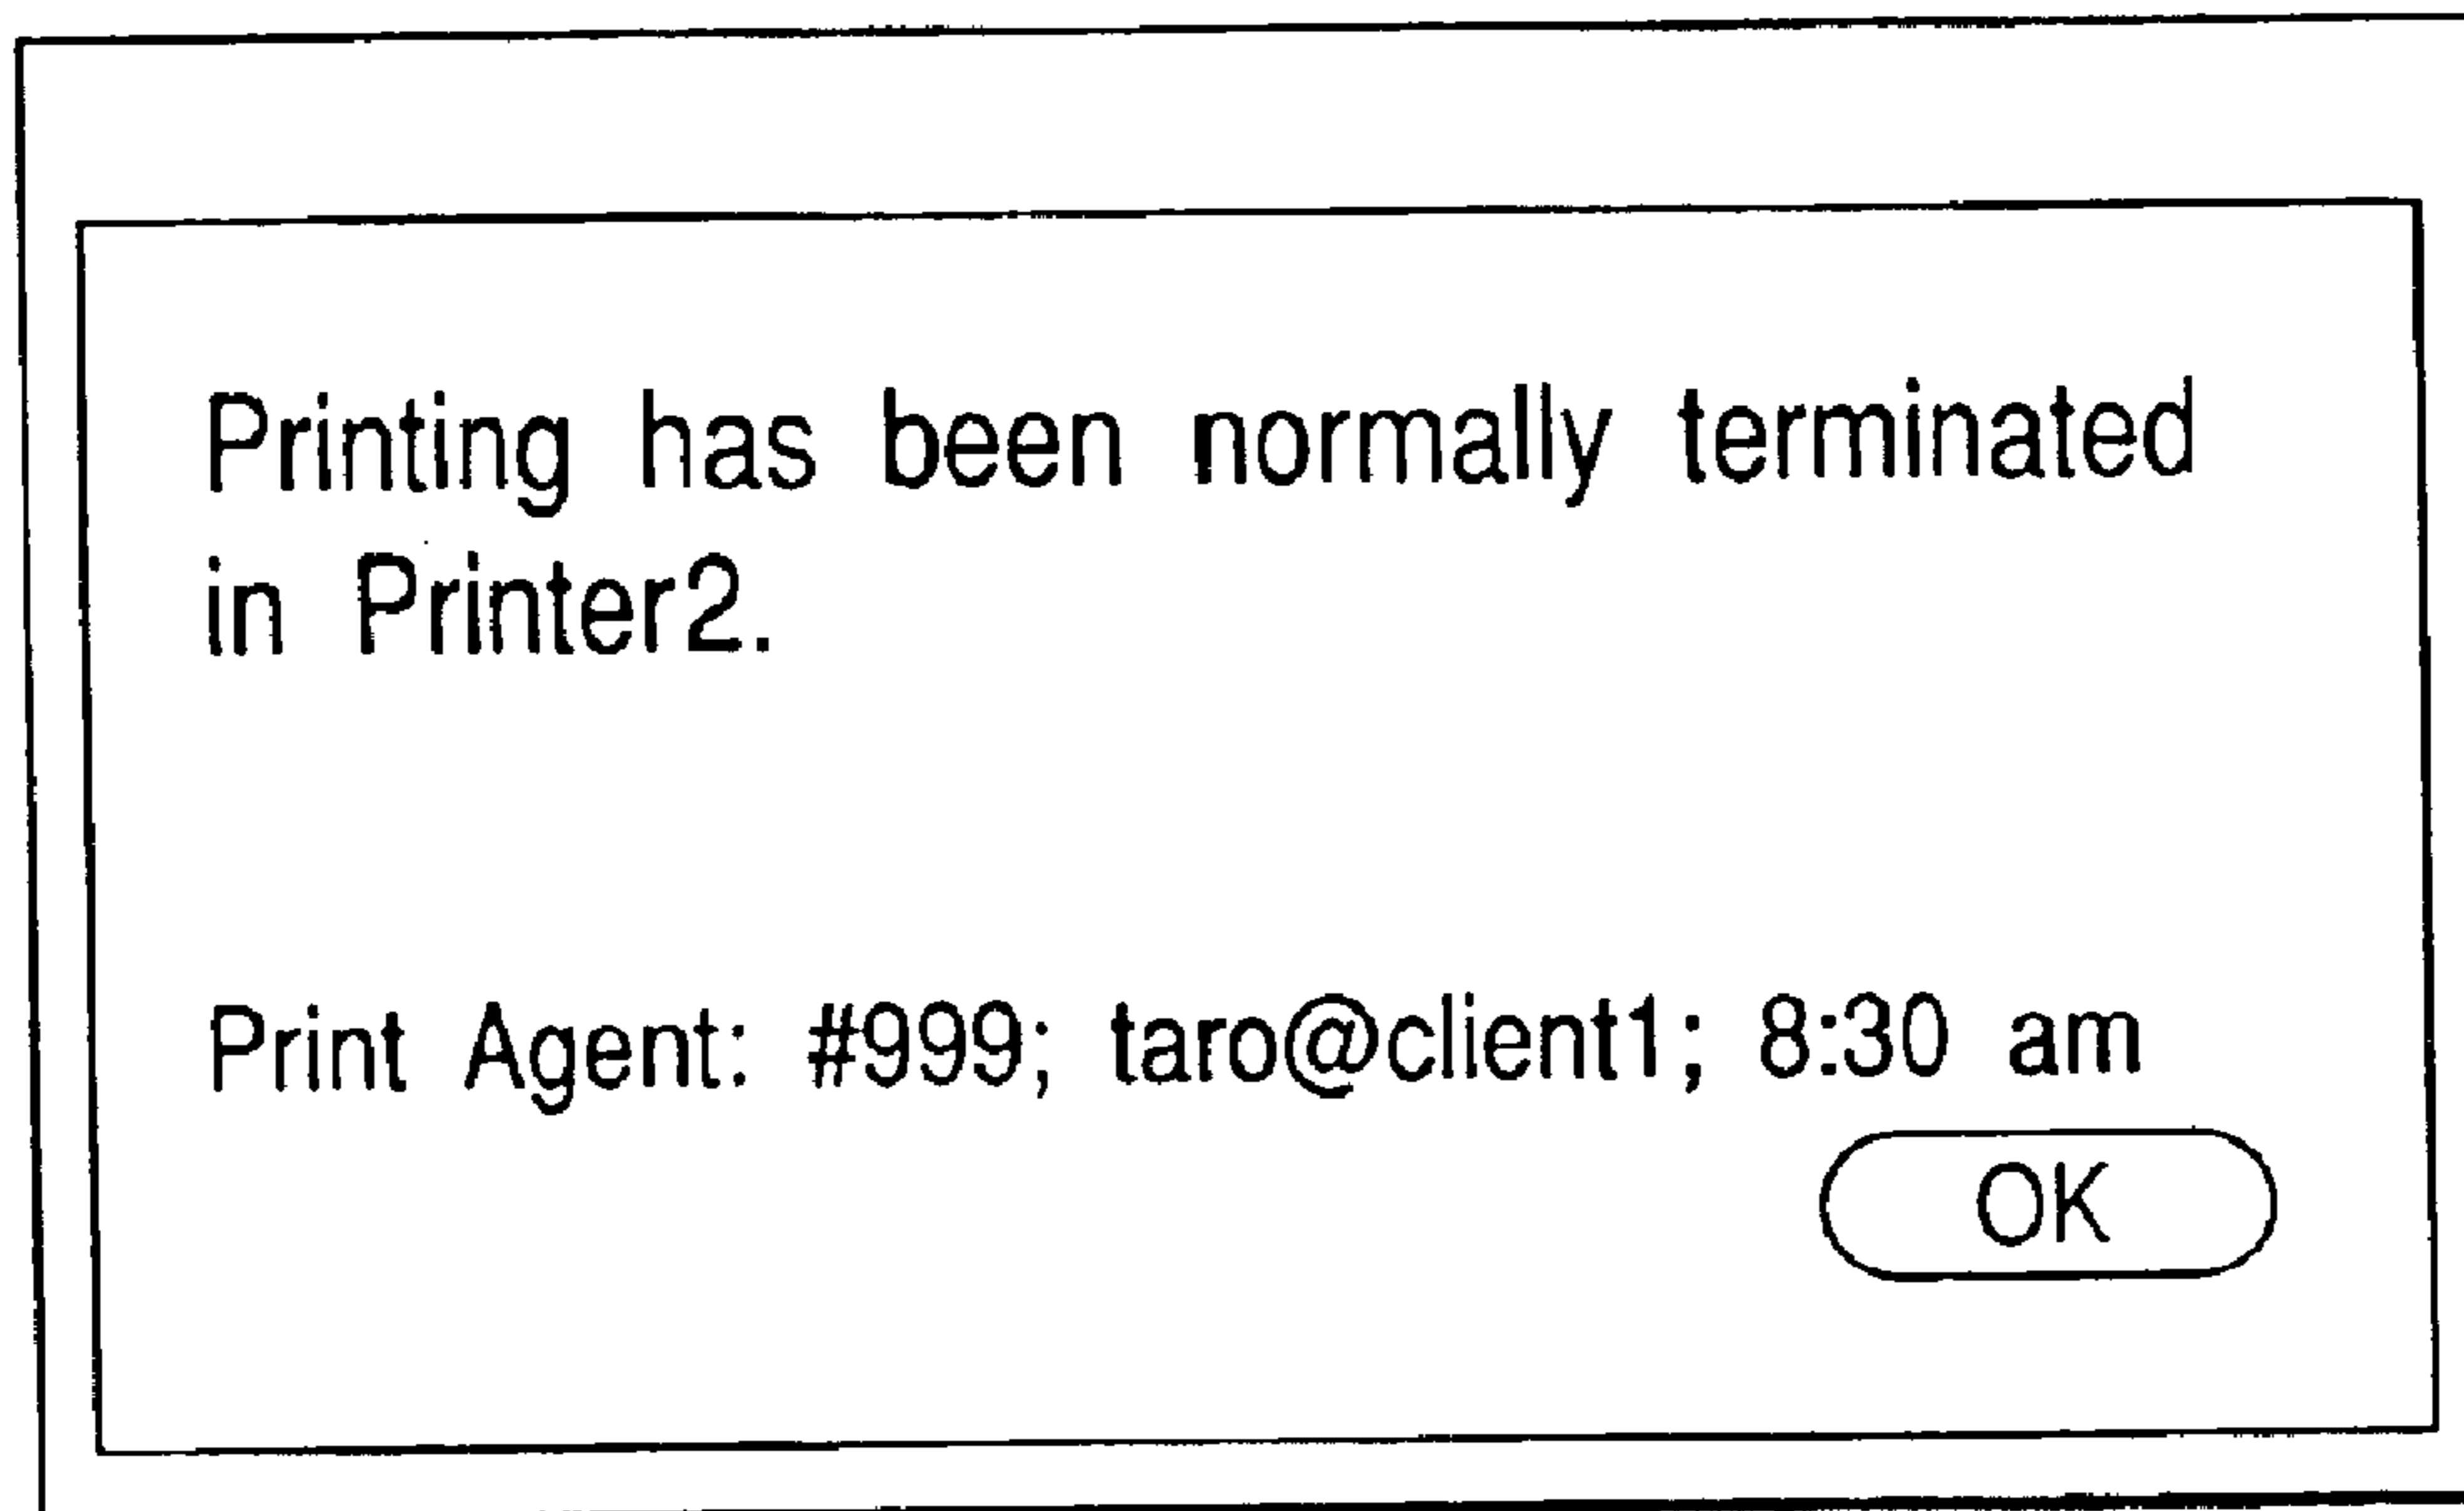 Printing has been normally terminated
in Printer2.
Print Agent: #999; taro@client1; 8:30 am
OK